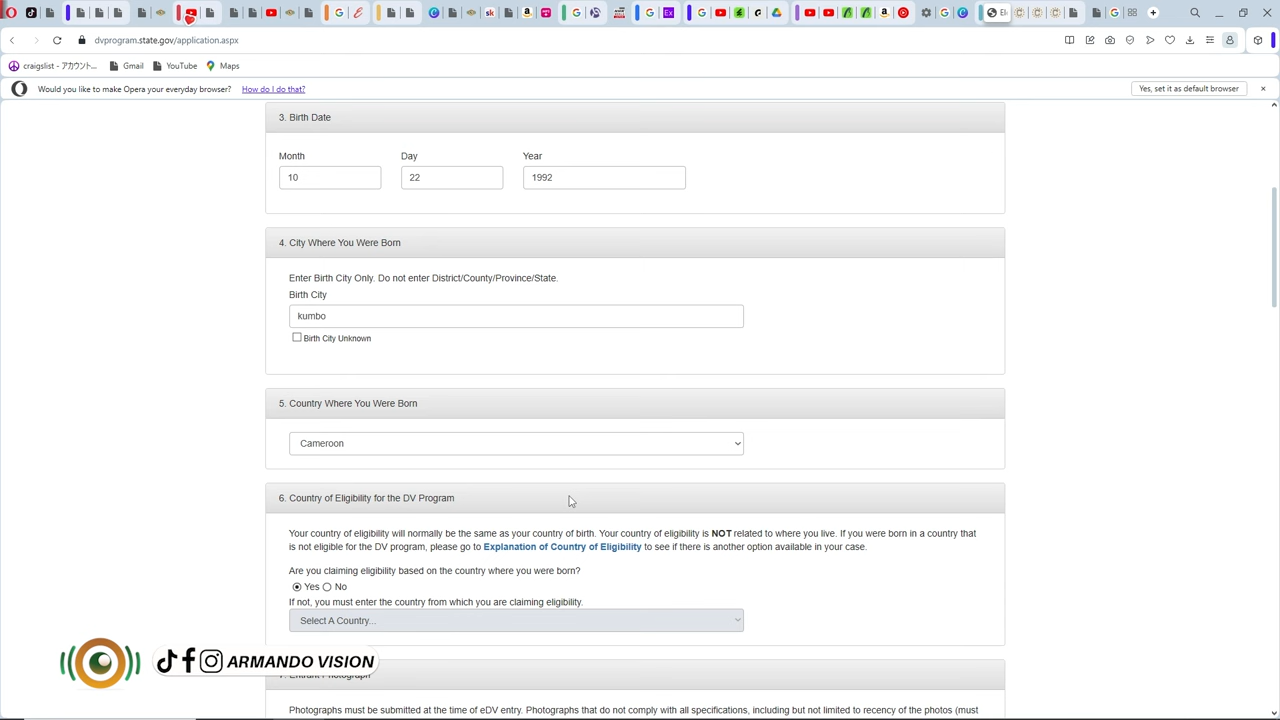 dvprogram.state.gov/application.aspx
craigslist - アカウント...
Gmail
YouTube
Maps
Would you like to make Opera your everyday browser?
How do I do that?
Yes, set it as default browser
3. Birth Date
Month
Day
Year
10
22
1992
4. City Where You Were Born
Enter Birth City Only. Do not enter District/County/Province/State.
Birth City
kumbo
Birth City Unknown
5. Country Where You Were Born
Cameroon
6. Country of Eligibility for the DV Program
Your country of eligibility will normally be the same as your country of birth. Your country of eligibility is NOT related to where you live. If you were born in a country that
is not eligible for the DV program, please go to Explanation of Country of Eligibility to see if there is another option available in your case.
Are you claiming eligibility based on the country where you were born?
Yes No
If not, you must enter the country from which you are claiming eligibility.
Select A Country...
ARMANDO VISION
7. Entrant Photograph
Photographs must be submitted at the time of eDV entry. Photographs that do not comply with all specifications, including but not limited to recency of the photos (must